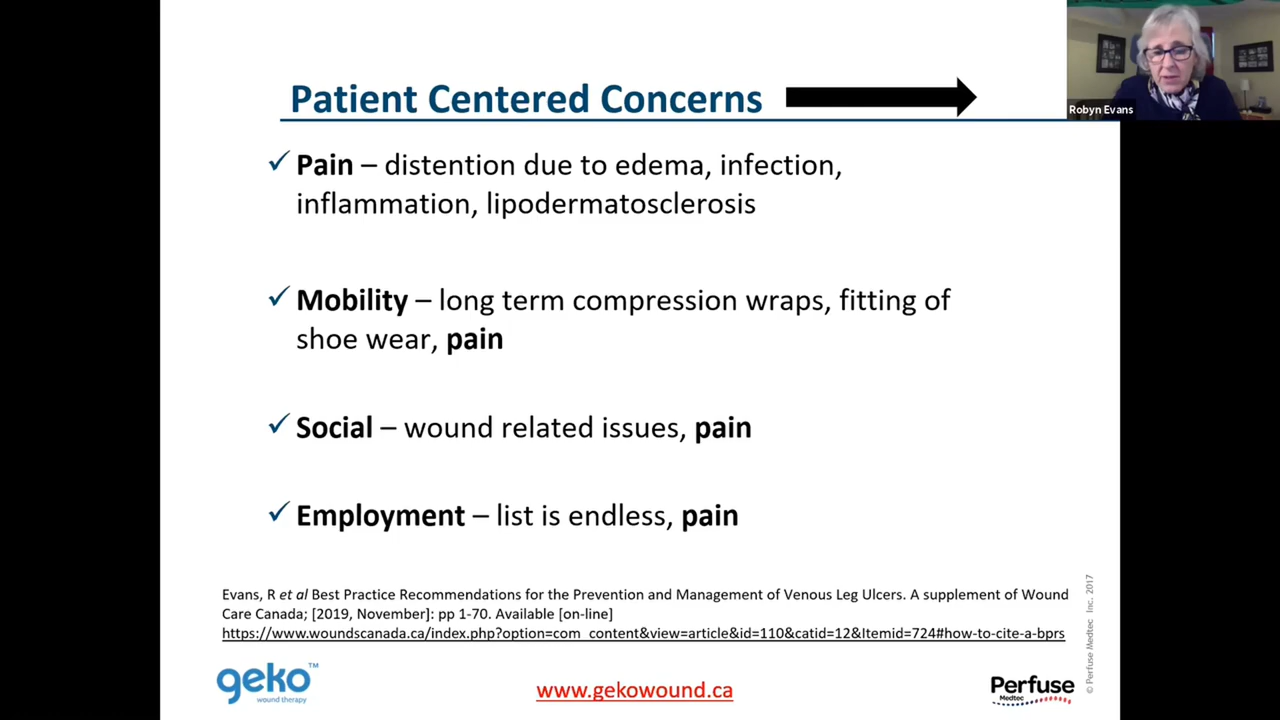 Patient Centered Concerns
Robyn Evans
✓ Pain – distention due to edema, infection,
inflammation, lipodermatosclerosis
✓ Mobility – long term compression wraps, fitting of
shoe wear, pain
✓ Social – wound related issues, pain
✓ Employment – list is endless, pain
Evans, R et al Best Practice Recommendations for the Prevention and Management of Venous Leg Ulcers. A supplement of Wound
Care Canada; [2019, November]: pp 1-70. Available [on-line]
https://www.woundscanada.ca/index.php?option=com_content&view=article&id=110&catid=12&Itemid=724#how-to-cite-a-bprs
© Perfuse Medtec Inc. 2017
geko™
wound therapy
www.gekowound.ca
Perfuse
Medtec